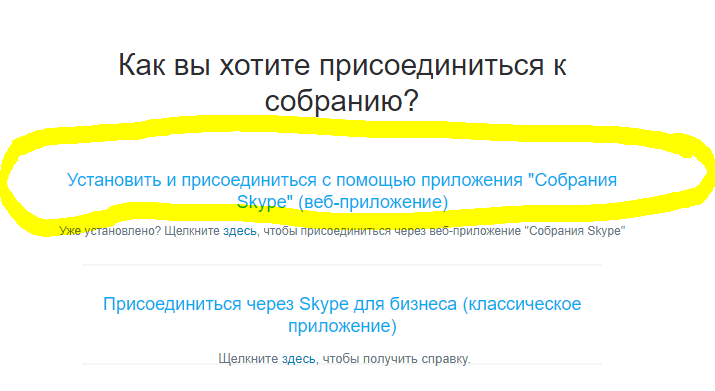 Как вы хотите присоединиться к
собранию?
Установить и присоединиться с помощью приложения "Собрания
Skype" (веб-приложение)
Уже установлено? Щелкните здесь, чтобы присоединиться через веб-приложение "Собрания Skype"
Присоединиться через Skype для бизнеса (классическое
приложение)
Щелкните здесь, чтобы получить справку.